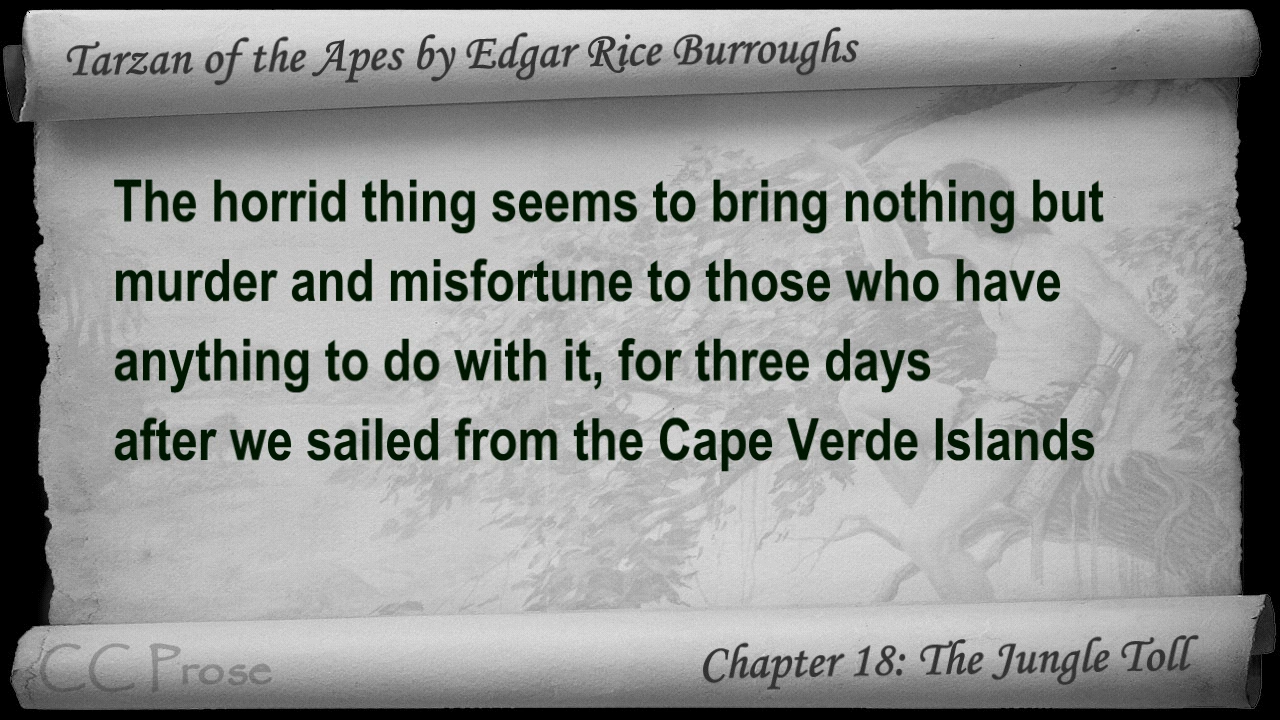 Tarzan of the Apes by Edgar Rice Burroughs
The horrid thing seems to bring nothing but
murder and misfortune to those who have
anything to do with it, for three days
after we sailed from the Cape Verde Islands
CC Prose
Chapter 18: The Jungle Toll